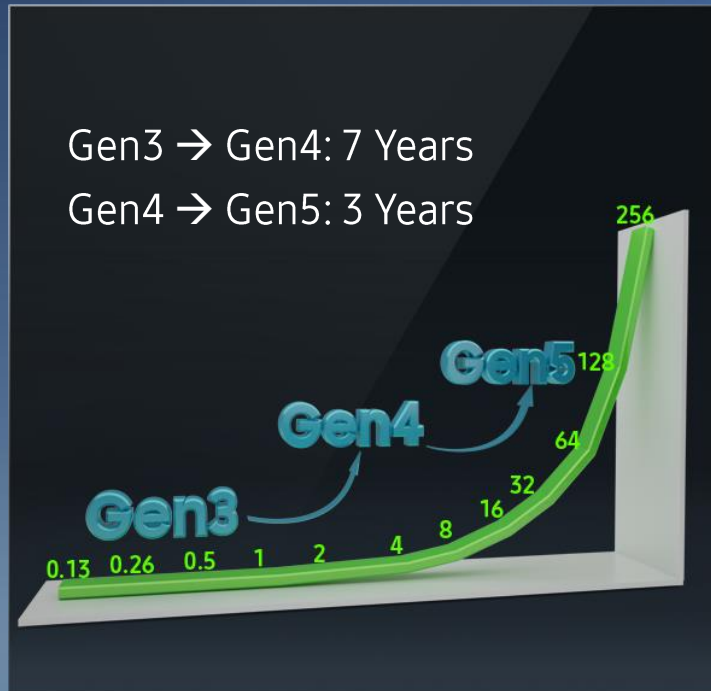 Gen3 → Gen4: 7 Years
Gen4 → Gen5: 3 Years
256
Gen5
128
Gen4
64
32
Gen3
16
8
4
2
1
0.5
0.26
0.13